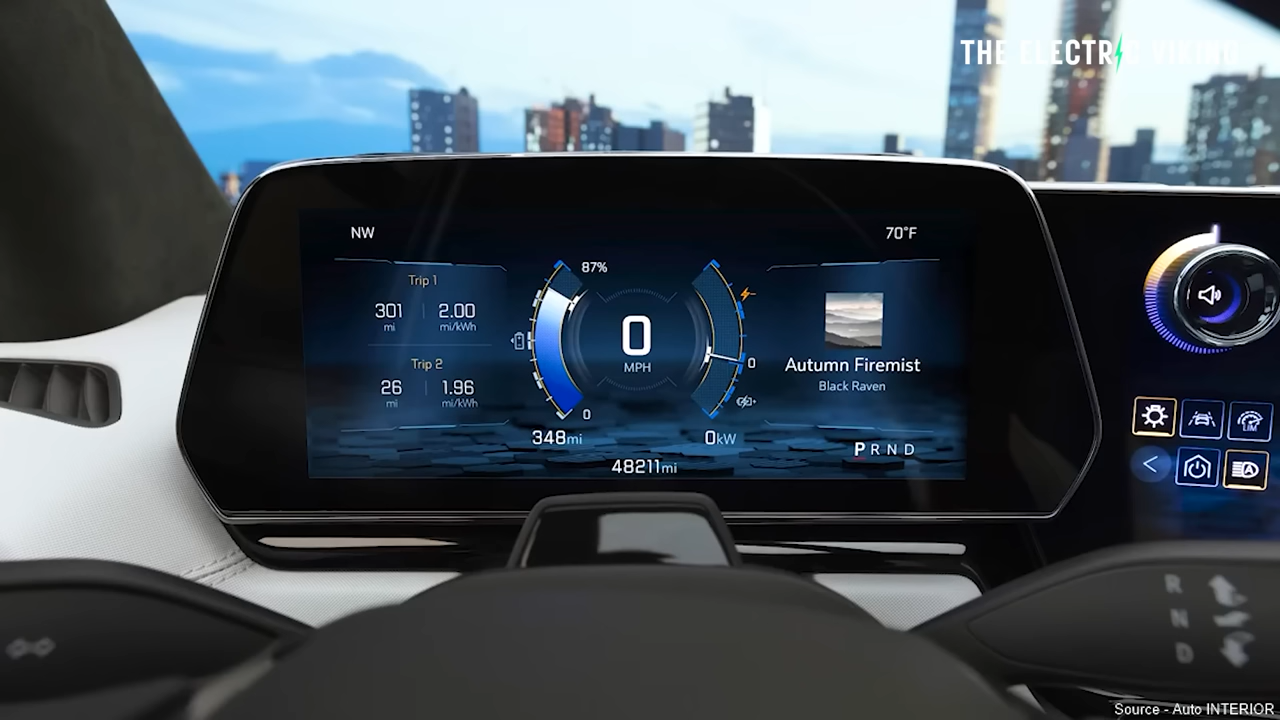 THE ELECTRIC VIKING
NW
70°F
Trip 1
301 mi
2.00 mi/kWh
Trip 2
26 mi
1.96 mi/kWh
87%
0
MPH
0
348mi
0
0kW
48211mi
Autumn Firemist
Black Raven
P R N D
LIM
A
R
N
D
Source - Auto INTERIOR